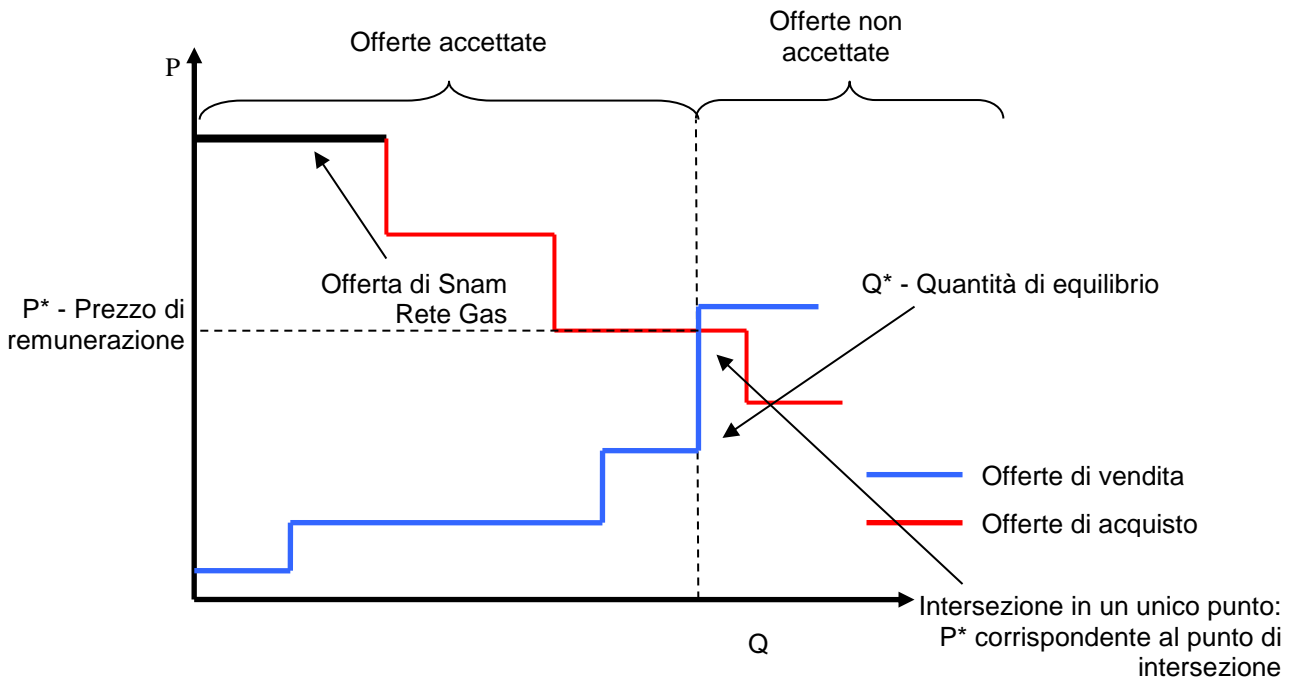 Offerte accettate
Offerte non
accettate
P
Offerta di Snam
Rete Gas
Q* - Quantità di equilibrio
P* - Prezzo di
remunerazione
Offerte di vendita
Offerte di acquisto
Intersezione in un unico punto:
P* corrispondente al punto di
intersezione
Q